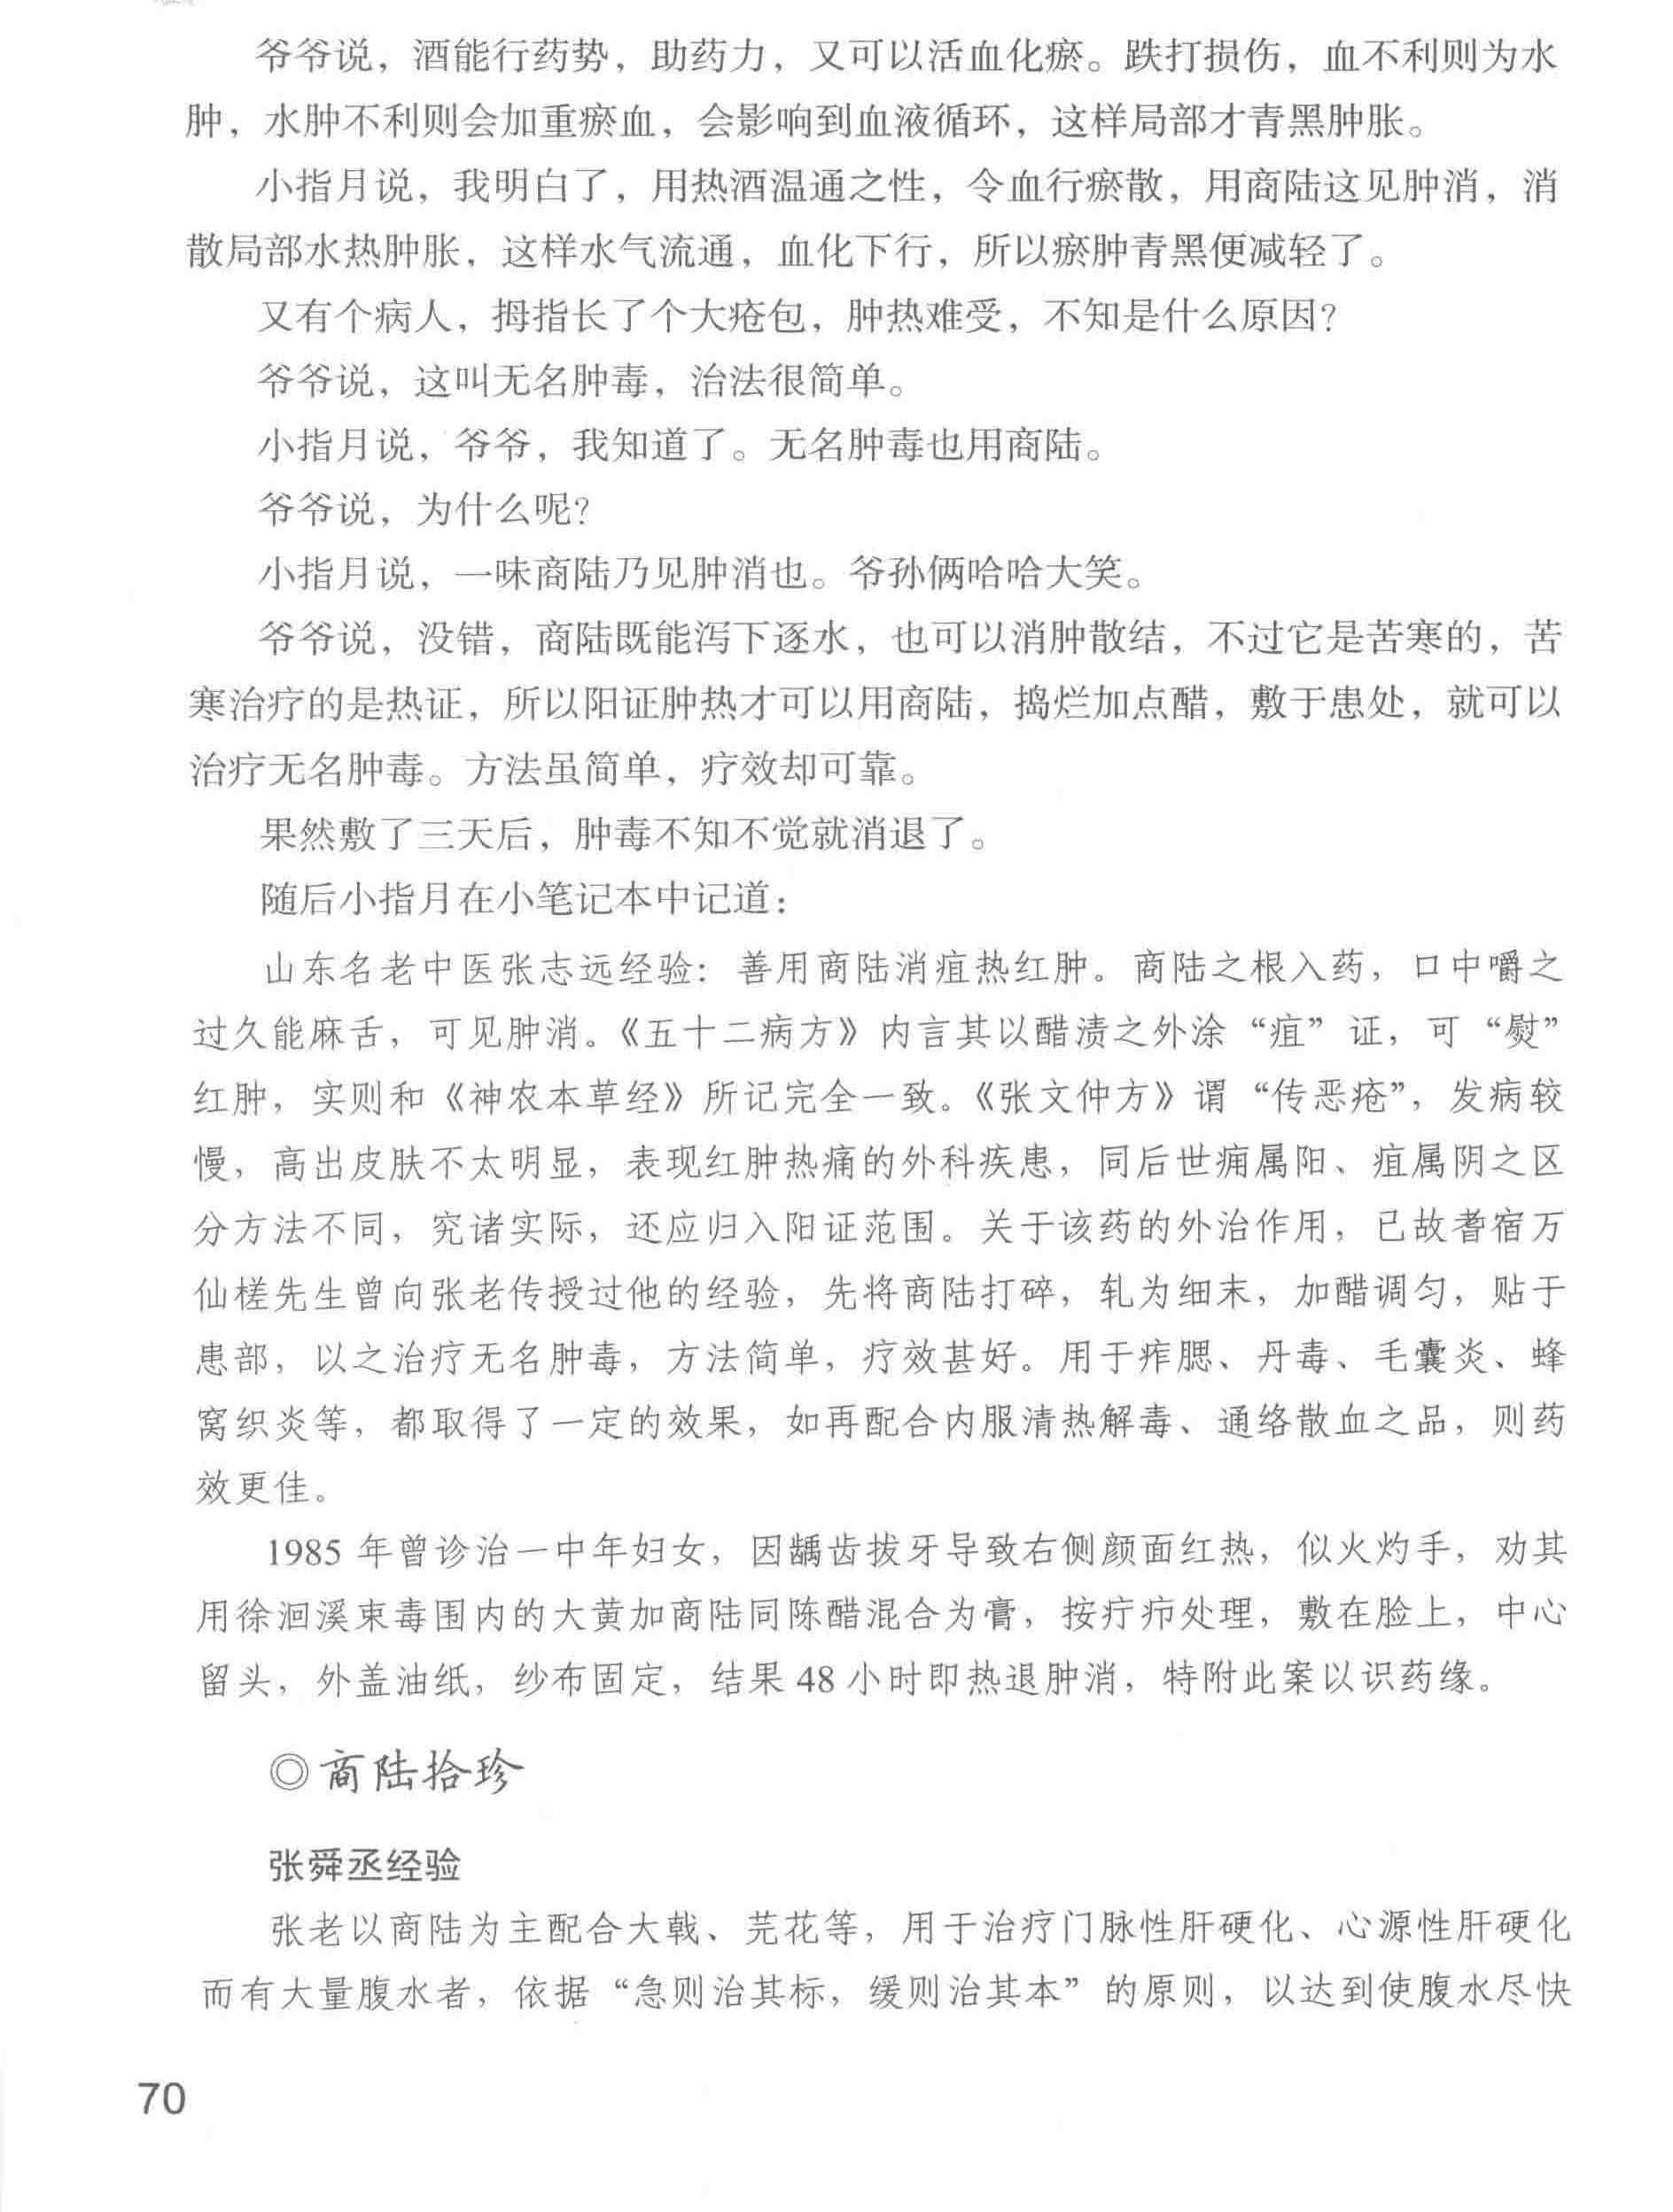 爷爷说，酒能行药势，助药力，又可以活血化瘀。跌打损伤，血不利则为水
肿，水肿不利则会加重瘀血，会影响到血液循环，这样局部才青黑肿胀。
小指月说，我明白了，用热酒温通之性，令血行瘀散，用商陆这见肿消，消
散局部水热肿胀，这样水气流通，血化下行，所以瘀肿青黑便减轻了。
又有个病人，拇指长了个大疮包，肿热难受，不知是什么原因？
爷爷说，这叫无名肿毒，治法很简单。
小指月说，爷爷，我知道了。无名肿毒也用商陆。
爷爷说，为什么呢？
小指月说，一味商陆乃见肿消也。爷孙俩哈哈大笑。
爷爷说，没错，商陆既能泻下逐水，也可以消肿散结，不过它是苦寒的，苦
寒治疗的是热证，所以阳证肿热才可以用商陆，捣烂加点醋，敷于患处，就可以
治疗无名肿毒。方法虽简单，疗效却可靠。
果然敷了三天后，肿毒不知不觉就消退了。
随后小指月在小笔记本中记道：
山东名老中医张志远经验：善用商陆消疽热红肿。商陆之根入药，口中嚼之
过久能麻舌，可见肿消。《五十二病方》内言其以醋渍之外涂“疽”证，可“熨”
红肿，实则和《神农本草经》所记完全一致。《张文仲方》谓“传恶疮”，发病较
慢，高出皮肤不太明显，表现红肿热痛的外科疾患，同后世痈属阳、疽属阴之区
分方法不同，究诸实际，还应归入阳证范围。关于该药的外治作用，已故耆宿万
仙槎先生曾向张老传授过他的经验，先将商陆打碎，轧为细末，加醋调匀，贴于
患部，以之治疗无名肿毒，方法简单，疗效甚好。用于痄腮、丹毒、毛囊炎、蜂
窝织炎等，都取得了一定的效果，如再配合内服清热解毒、通络散血之品，则药
效更佳。
1985 年曾诊治一中年妇女，因龋齿拔牙导致右侧颜面红热，似火灼手，劝其
用徐洄溪束毒围内的大黄加商陆同陈醋混合为膏，按疔疖处理，敷在脸上，中心
留头，外盖油纸，纱布固定，结果 48 小时即热退肿消，特附此案以识药缘。
◎商陆拾珍
张舜丞经验
张老以商陆为主配合大戟、芫花等，用于治疗门脉性肝硬化、心源性肝硬化
而有大量腹水者，依据“急则治其标，缓则治其本”的原则，以达到使腹水尽快
70